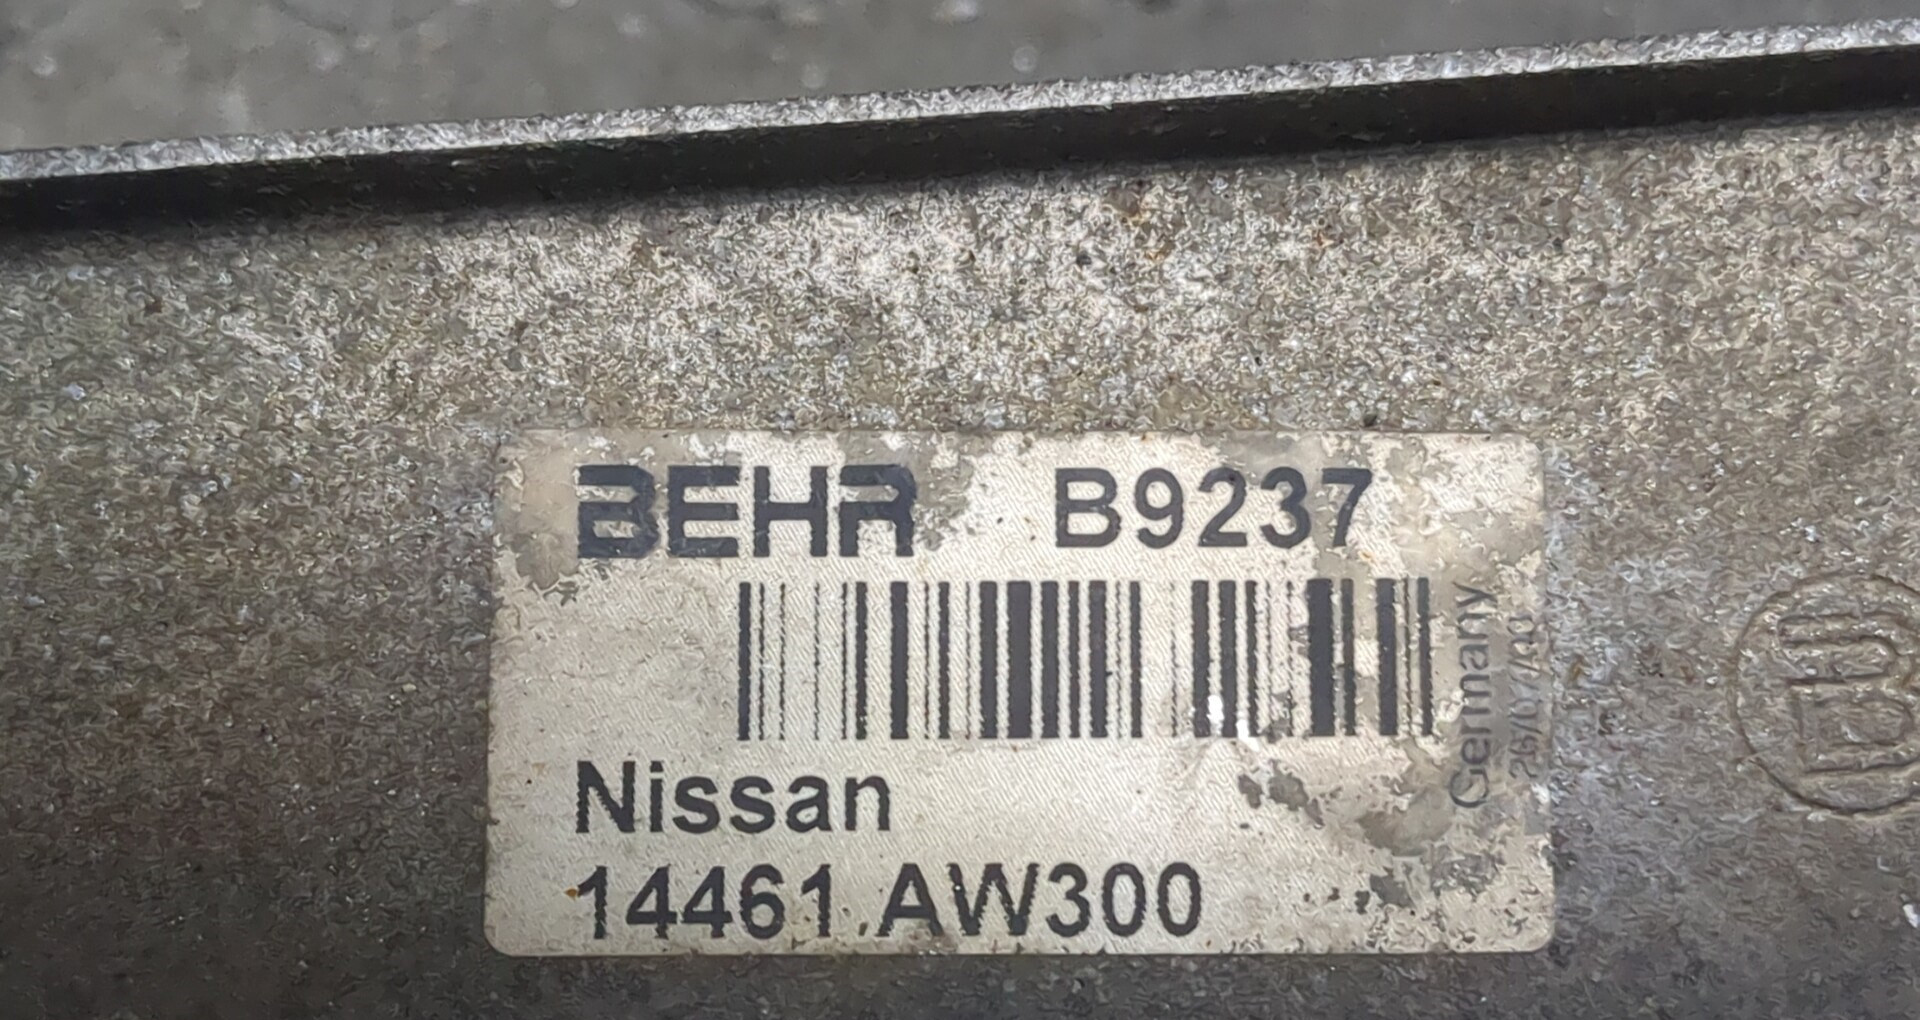 BEHR B9237
Nissan
14461 AW300
Germany